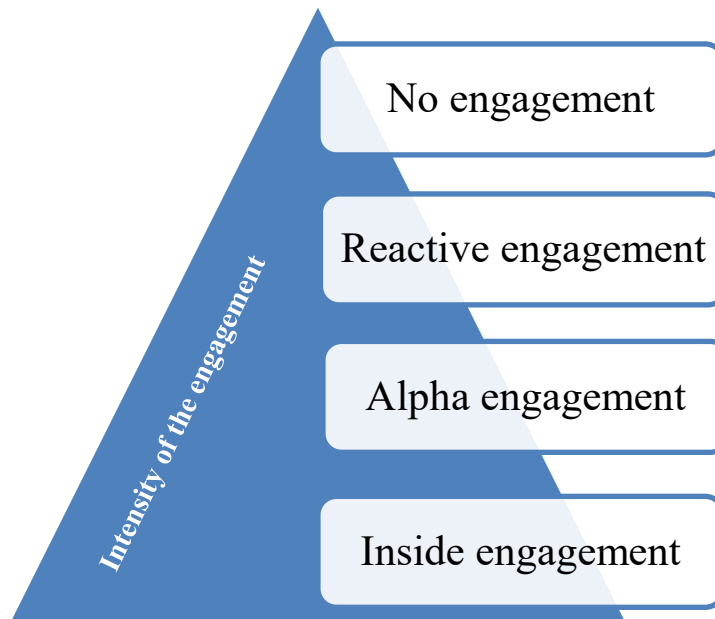 No engagement
Reactive engagement
Alpha engagement
Inside engagement
Intensity of the engagement